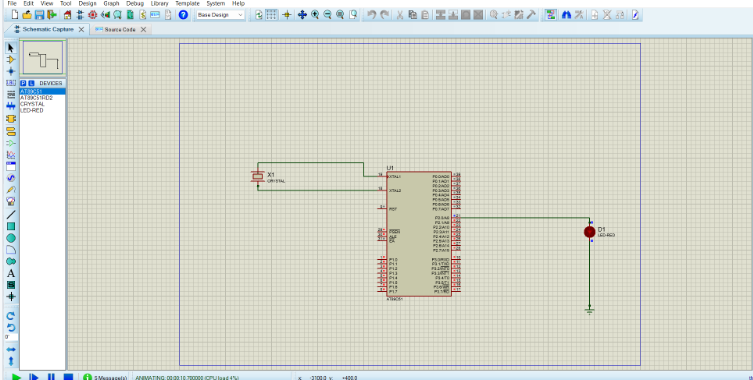 File Edit View Tool Design Graph Debug Library Template System Help
Base Design
Schematic Capture Source Code
P L DEVICES
AT89C51
AT89C51RD2
CRYSTAL
LED-RED
X1
CRYSTAL
U1
XTAL1
XTAL2
RST
PSEN
ALE
EA
P1.0
P1.1
P1.2
P1.3
P1.4
P1.5
P1.6
P1.7
AT89C51
P0.0/AD0
P0.1/AD1
P0.2/AD2
P0.3/AD3
P0.4/AD4
P0.5/AD5
P0.6/AD6
P0.7/AD7
P2.0/A8
P2.1/A9
P2.2/A10
P2.3/A11
P2.4/A12
P2.5/A13
P2.6/A14
P2.7/A15
P3.0/RXD
P3.1/TXD
P3.2/INT0
P3.3/INT1
P3.4/T0
P3.5/T1
P3.6/WR
P3.7/RD
D1
LED-RED
5 Message(s) ANIMATING: 00:00:10.700000 (CPU load 4%) x: -3100.0 y: +400.0